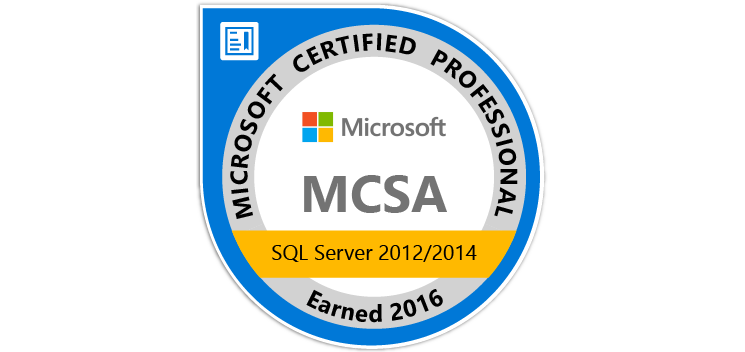 MICROSOFT CERTIFIED PROFESSIONAL
Microsoft
MCSA
SQL Server 2012/2014
Earned 2016